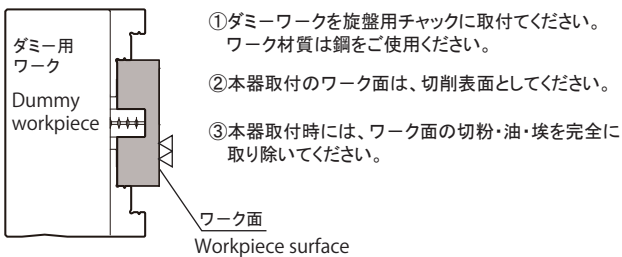 ダミー用
ワーク
Dummy
workpiece
①ダミーワークを旋盤用チャックに取付てください。
ワーク材質は鋼をご使用ください。
②本器取付のワーク面は、切削表面としてください。
③本器取付時には、ワーク面の切粉・油・埃を完全に
取り除いてください。
ワーク面
Workpiece surface